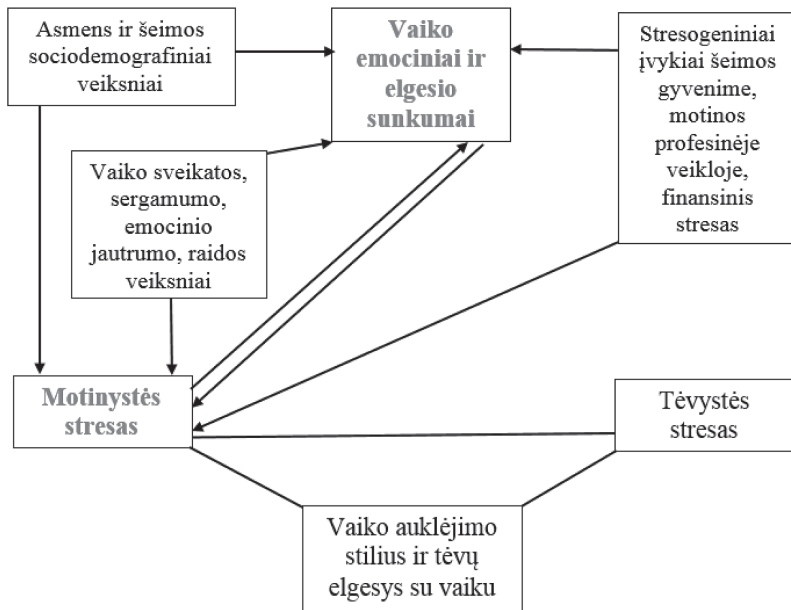 Asmens ir šeimos
sociodemografiniai
veiksniai
Vaiko
emociniai ir
elgesio
sunkumai
Stresogeniniai
įvykiai šeimos
gyvenime,
motinos
profesinėje
veikloje,
finansinis
stresas
Vaiko sveikatos,
sergamumo,
emocinio
jautrumo, raidos
veiksniai
Motinystės
stresas
Tėvystės
stresas
Vaiko auklėjimo
stilius ir tėvų
elgesys su vaiku